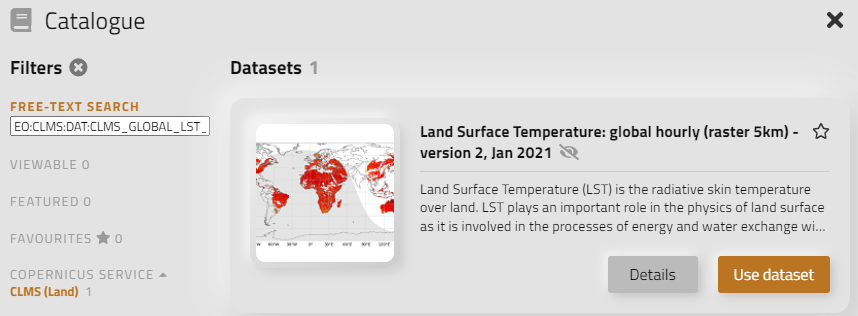 Catalogue
Filters
Datasets 1
FREE-TEXT SEARCH
EO:CLMS:DAT:CLMS_GLOBAL_LST_
VIEWABLE 0
FEATURED 0
FAVOURITES ★ 0
COPERNICUS SERVICE
CLMS (Land) 1
Land Surface Temperature: global hourly (raster 5km) -
version 2, Jan 2021
Land Surface Temperature (LST) is the radiative skin temperature
over land. LST plays an important role in the physics of land surface
as it is involved in the processes of energy and water exchange wi...
Details
Use dataset